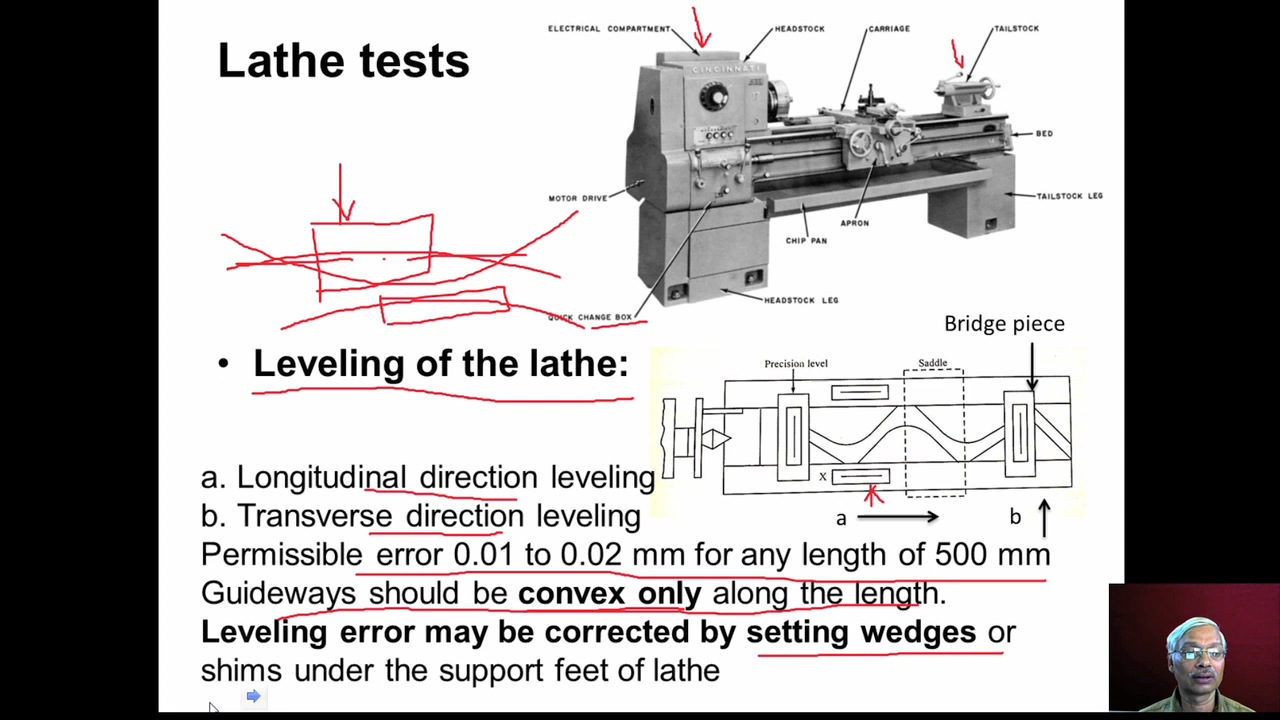 Lathe tests
ELECTRICAL COMPARTMENT
HEADSTOCK
CARRIAGE
TAILSTOCK
CINCINNATI
BED
MOTOR DRIVE
TAILSTOCK LEG
APRON
CHIP PAN
HEADSTOCK LEG
QUICK CHANGE BOX
Bridge piece
• Leveling of the lathe:
Precision level
Saddle
X
a
b
a. Longitudinal direction leveling
b. Transverse direction leveling
Permissible error 0.01 to 0.02 mm for any length of 500 mm
Guideways should be convex only along the length.
Leveling error may be corrected by setting wedges or
shims under the support feet of lathe